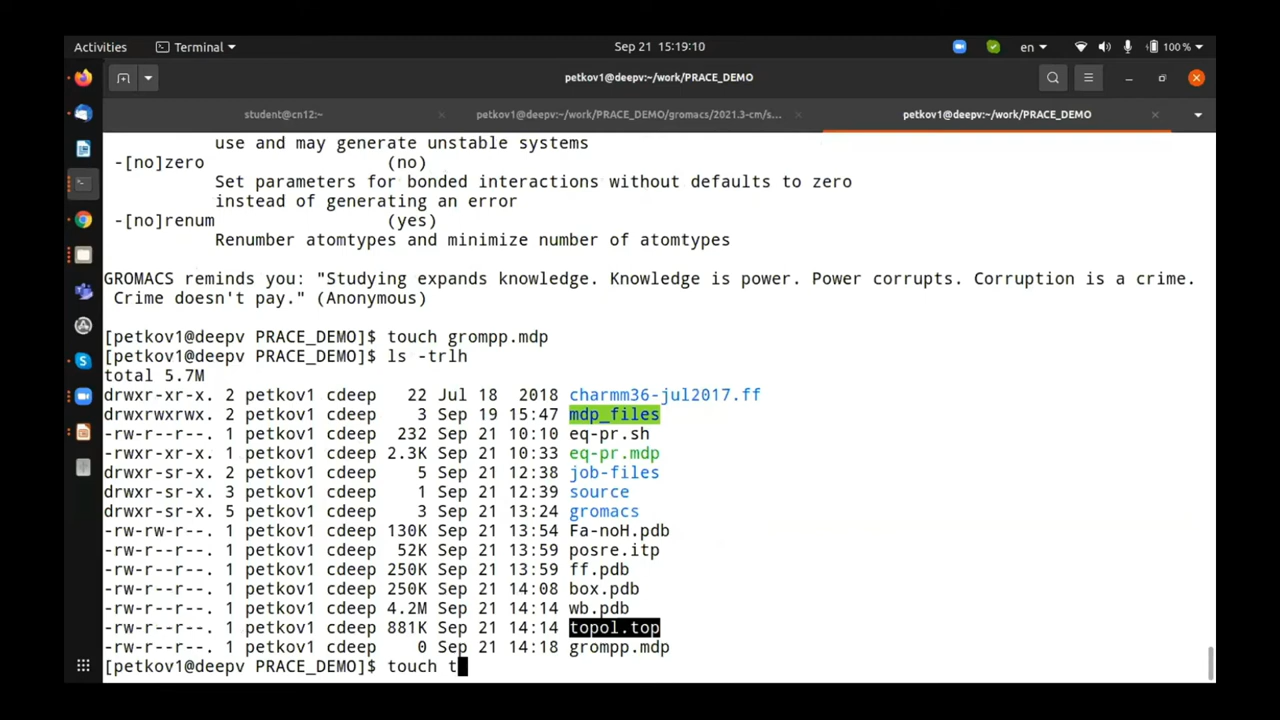 Activities
Terminal
Sep 21 15:19:10
en
100 %
petkov1@deepv:~/work/PRACE_DEMO
student@cn12:~
petkov1@deepv:~/work/PRACE_DEMO/gromacs/2021.3-cm/s...
petkov1@deepv:~/work/PRACE_DEMO
use and may generate unstable systems
-[no]zero (no)
Set parameters for bonded interactions without defaults to zero
instead of generating an error
-[no]renum (yes)
Renumber atomtypes and minimize number of atomtypes
GROMACS reminds you: "Studying expands knowledge. Knowledge is power. Power corrupts. Corruption is a crime.
Crime doesn't pay." (Anonymous)
[petkov1@deepv PRACE_DEMO]$ touch grompp.mdp
[petkov1@deepv PRACE_DEMO]$ ls -trlh
total 5.7M
drwxr-xr-x. 2 petkov1 cdeep 22 Jul 18 2018 charmm36-jul2017.ff
drwxrwxrwx. 2 petkov1 cdeep 3 Sep 19 15:47 mdp_files
-rw-r--r--. 1 petkov1 cdeep 232 Sep 21 10:10 eq-pr.sh
-rwxr-xr-x. 1 petkov1 cdeep 2.3K Sep 21 10:33 eq-pr.mdp
drwxr-sr-x. 2 petkov1 cdeep 5 Sep 21 12:38 job-files
drwxr-sr-x. 3 petkov1 cdeep 1 Sep 21 12:39 source
drwxr-sr-x. 5 petkov1 cdeep 3 Sep 21 13:24 gromacs
-rw-rw-r--. 1 petkov1 cdeep 130K Sep 21 13:54 Fa-noH.pdb
-rw-r--r--. 1 petkov1 cdeep 52K Sep 21 13:59 posre.itp
-rw-r--r--. 1 petkov1 cdeep 250K Sep 21 13:59 ff.pdb
-rw-r--r--. 1 petkov1 cdeep 250K Sep 21 14:08 box.pdb
-rw-r--r--. 1 petkov1 cdeep 4.2M Sep 21 14:14 wb.pdb
-rw-r--r--. 1 petkov1 cdeep 881K Sep 21 14:14 topol.top
-rw-r--r--. 1 petkov1 cdeep 0 Sep 21 14:18 grompp.mdp
[petkov1@deepv PRACE_DEMO]$ touch t